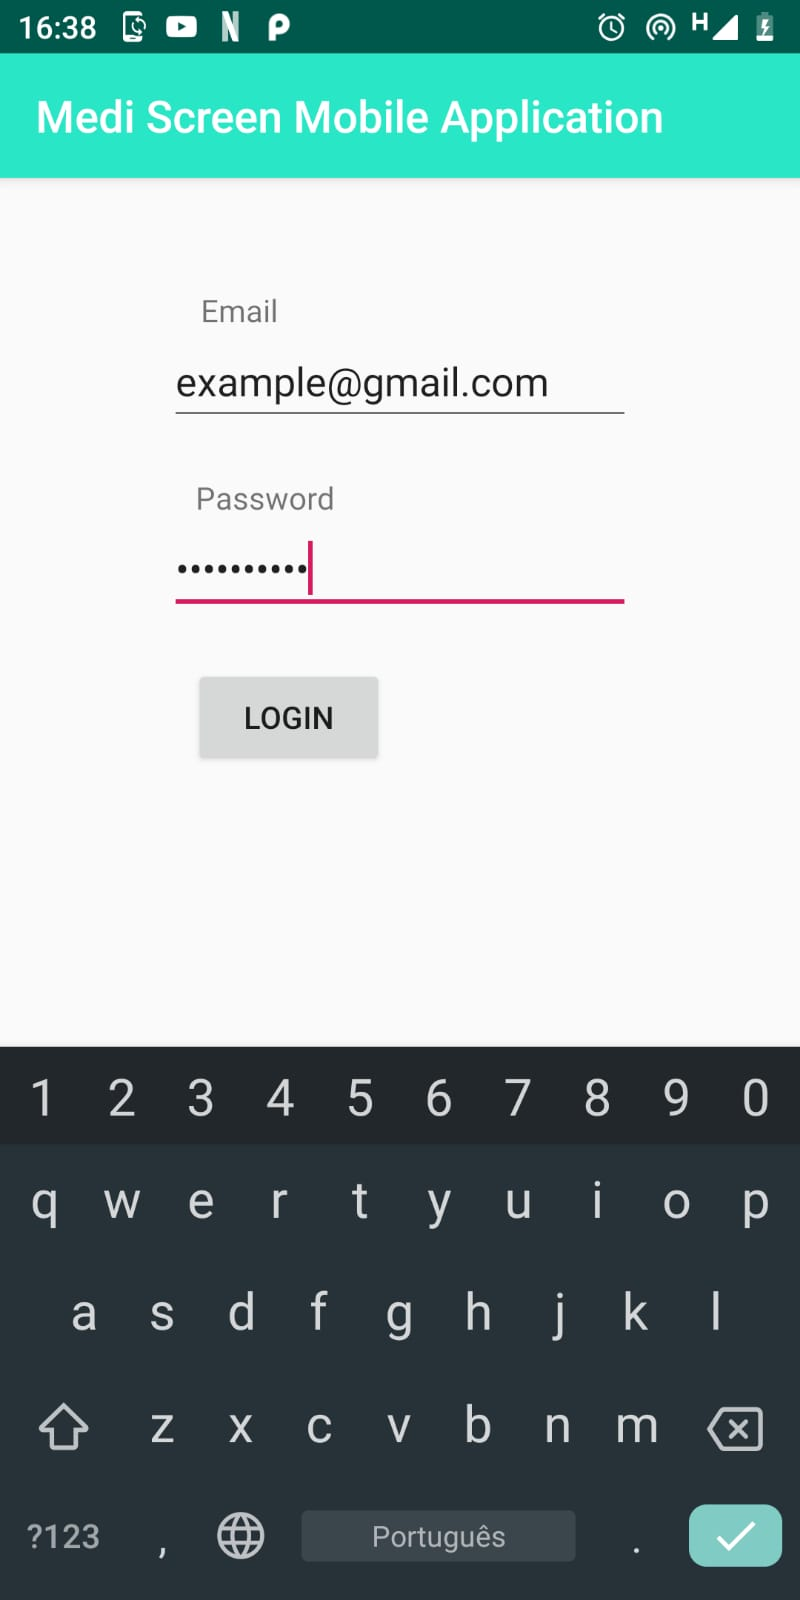 16:38 N P H
Medi Screen Mobile Application
Email
example@gmail.com
Password
••••••••••
LOGIN
1 2 3 4 5 6 7 8 9 0
q w e r t y u i o p
a s d f g h j k l
z x c v b n m
?123 , Português .